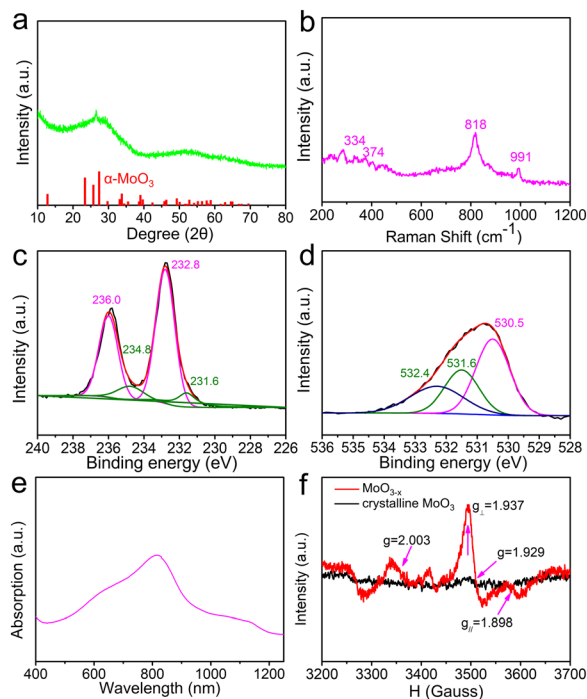 a
Intensity (a.u.)
α-MoO₃
10 20 30 40 50 60 70 80
Degree (2θ)
b
Intensity (a.u.)
334
374
818
991
200 400 600 800 1000 1200
Raman Shift (cm⁻¹)
c
Intensity (a.u.)
236.0
234.8
232.8
231.6
240 238 236 234 232 230 228 226
Binding energy (eV)
d
Intensity (a.u.)
532.4
531.6
530.5
536 535 534 533 532 531 530 529 528
Binding energy (eV)
e
Absorption (a.u.)
400 600 800 1000 1200
Wavelength (nm)
f
Intensity (a.u.)
MoO₃₋ₓ
crystalline MoO₃
g⊥=1.937
g=2.003
g=1.929
g//=1.898
3200 3300 3400 3500 3600 3700
H (Gauss)